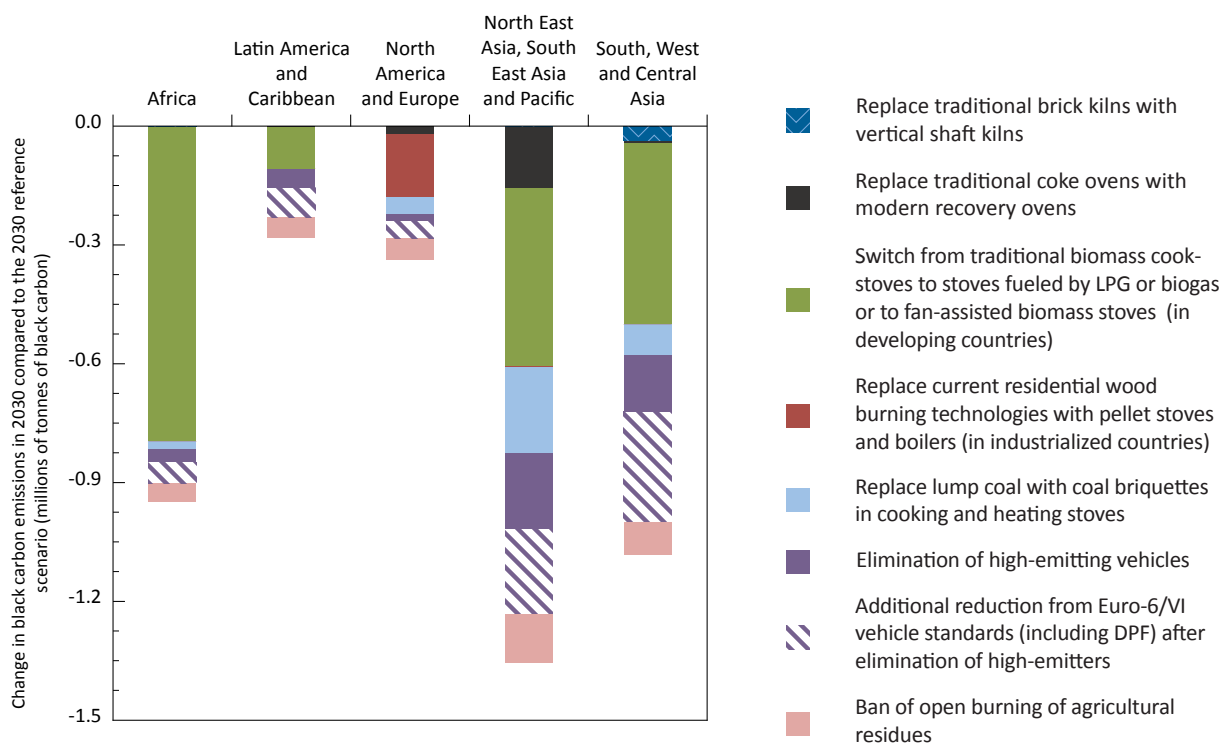 Africa
Latin America
and
Caribbean
North
America
and Europe
North East
Asia, South
East Asia
and Pacific
South, West
and Central
Asia
Change in black carbon emissions in 2030 compared to the 2030 reference
scenario (millions of tonnes of black carbon)
0.0
-0.3
-0.6
-0.9
-1.2
-1.5
Replace traditional brick kilns with
vertical shaft kilns
Replace traditional coke ovens with
modern recovery ovens
Switch from traditional biomass cook-
stoves to stoves fueled by LPG or biogas
or to fan-assisted biomass stoves (in
developing countries)
Replace current residential wood
burning technologies with pellet stoves
and boilers (in industrialized countries)
Replace lump coal with coal briquettes
in cooking and heating stoves
Elimination of high-emitting vehicles
Additional reduction from Euro-6/VI
vehicle standards (including DPF) after
elimination of high-emitters
Ban of open burning of agricultural
residues